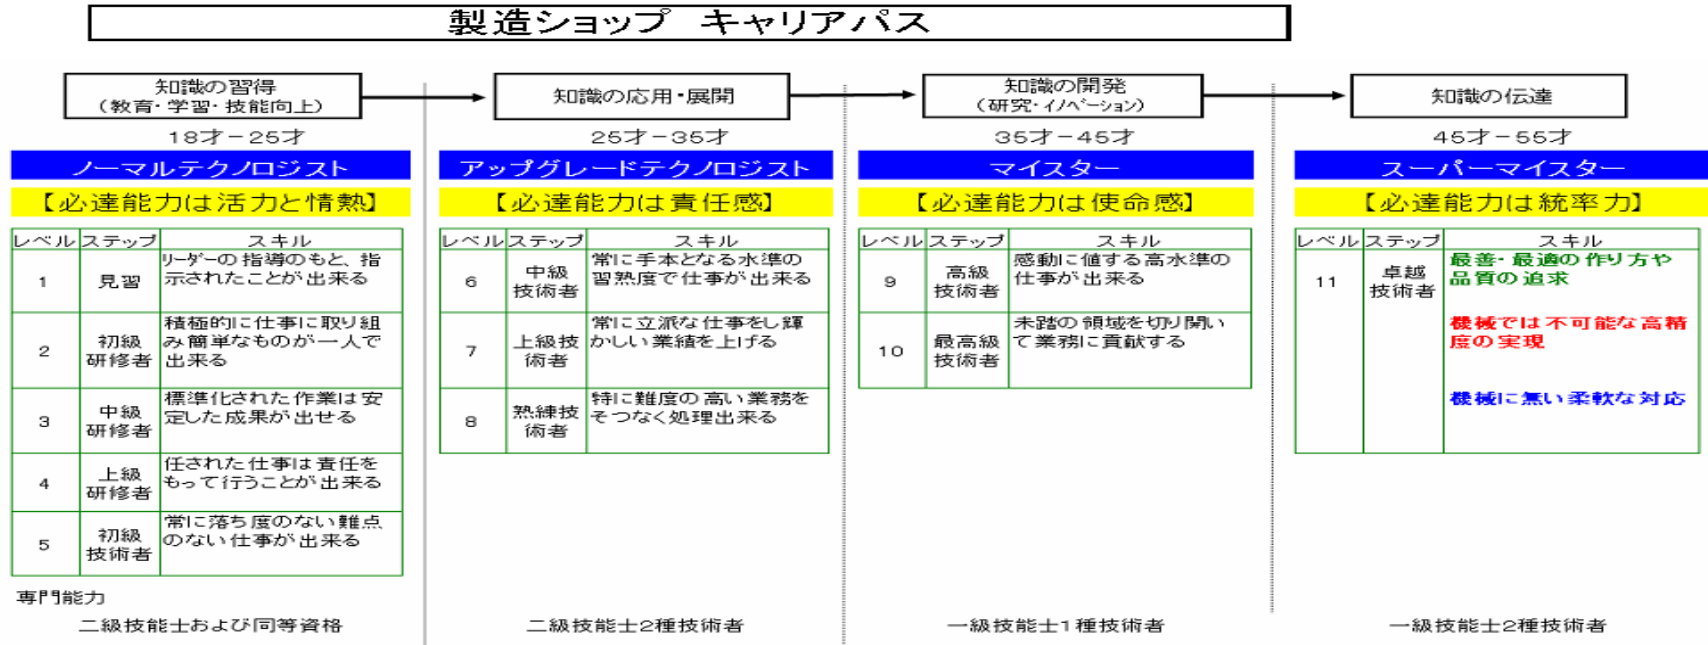 製造ショップ キャリアパス
知識の習得
(教育・学習・技能向上)
18才－25才
ノーマルテクノロジスト
【必達能力は活力と情熱】
レベル ステップ スキル
1 見習 リーダーの指導のもと、指
示されたことが出来る
2 初級
研修者 積極的に仕事に取り組
み簡単なものが一人で
出来る
3 中級
研修者 標準化された作業は安
定した成果が出せる
4 上級
研修者 任された仕事は責任を
もって行うことが出来る
5 初級
技術者 常に落ち度のない難点
のない仕事が出来る
専門能力
二級技能士および同等資格
知識の応用・展開
25才－35才
アップグレードテクノロジスト
【必達能力は責任感】
レベル ステップ スキル
6 中級
技術者 常に手本となる水準の
習熟度で仕事が出来る
7 上級技
術者 常に立派な仕事をし輝
かしい業績を上げる
8 熟練技
術者 特に難度の高い業務を
そつなく処理出来る
二級技能士2種技術者
知識の開発
(研究・イノベーション)
35才－45才
マイスター
【必達能力は使命感】
レベル ステップ スキル
9 高級
技術者 感動に値する高水準の
仕事が出来る
10 最高級
技術者 未踏の領域を切り開い
て業務に貢献する
一級技能士1種技術者
知識の伝達
45才－55才
スーパーマイスター
【必達能力は統率力】
レベル ステップ スキル
11 卓越
技術者 最善・最適の作り方や
品質の追求
機械では不可能な高精
度の実現
機械に無い柔軟な対応
一級技能士2種技術者